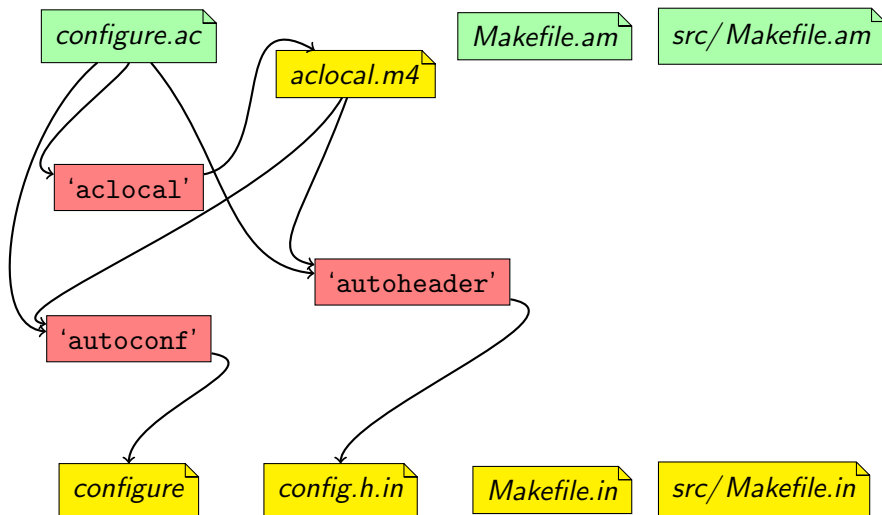 configure.ac
aclocal.m4
Makefile.am
src/Makefile.am
‘aclocal’
‘autoheader’
‘autoconf’
configure
config.h.in
Makefile.in
src/Makefile.in